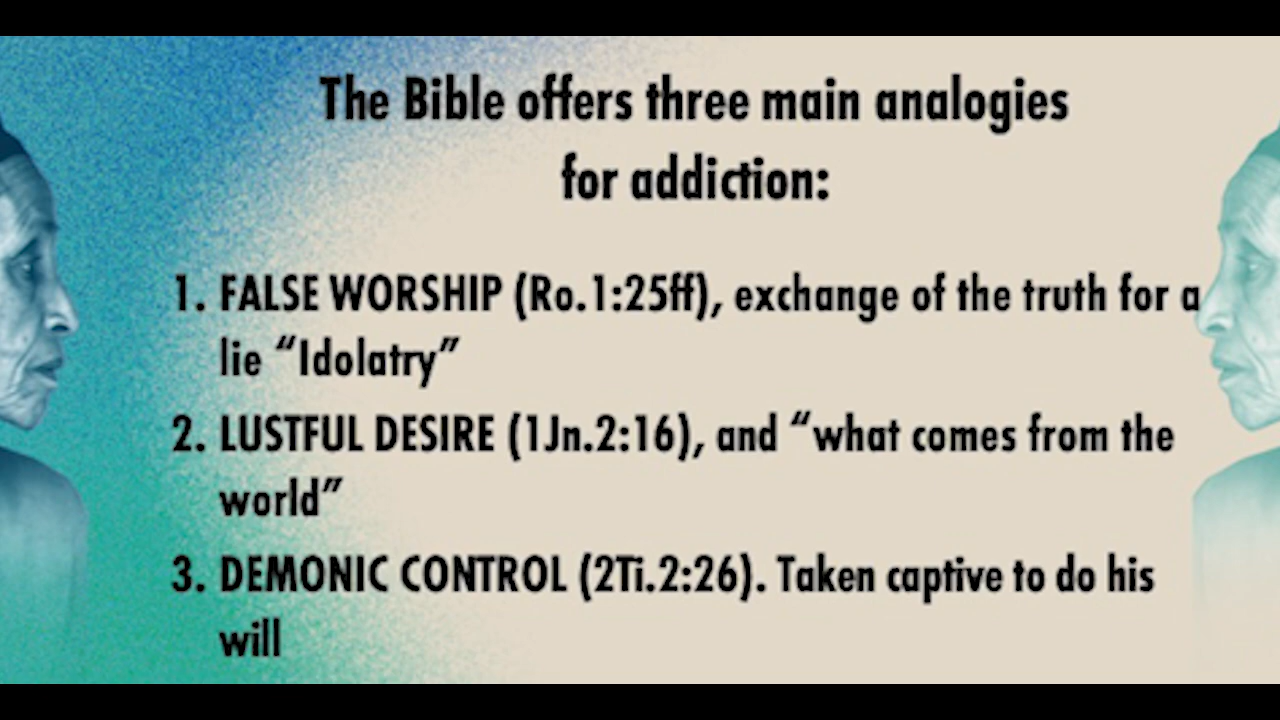 The Bible offers three main analogies
for addiction:
1. FALSE WORSHIP (Ro.1:25ff), exchange of the truth for a
lie “Idolatry”
2. LUSTFUL DESIRE (1Jn.2:16), and “what comes from the
world”
3. DEMONIC CONTROL (2Ti.2:26). Taken captive to do his
will